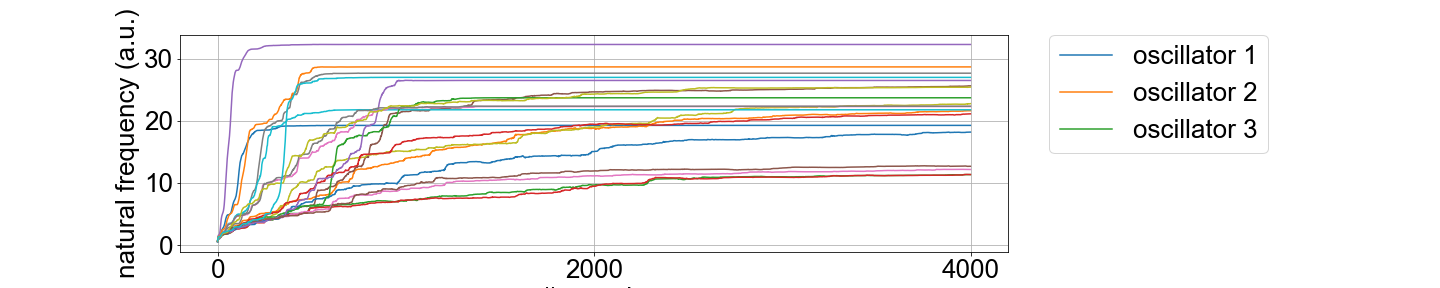 natural frequency (a.u.)
30
20
10
0
0 2000 4000
oscillator 1
oscillator 2
oscillator 3